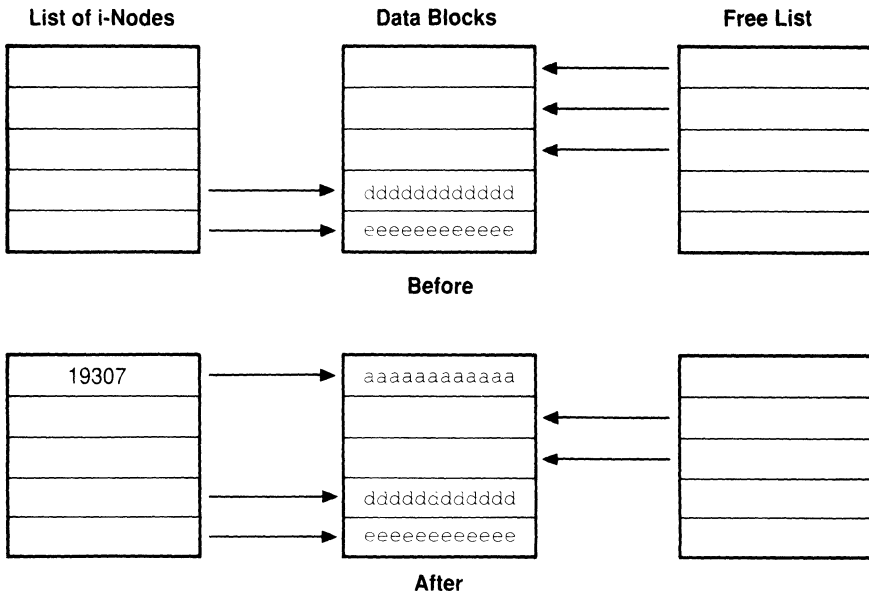 List of i-Nodes Data Blocks Free List
dddddddddddd
eeeeeeeeeeee
Before
19307 aaaaaaaaaaaa
dddddddddddd
eeeeeeeeeeee
After